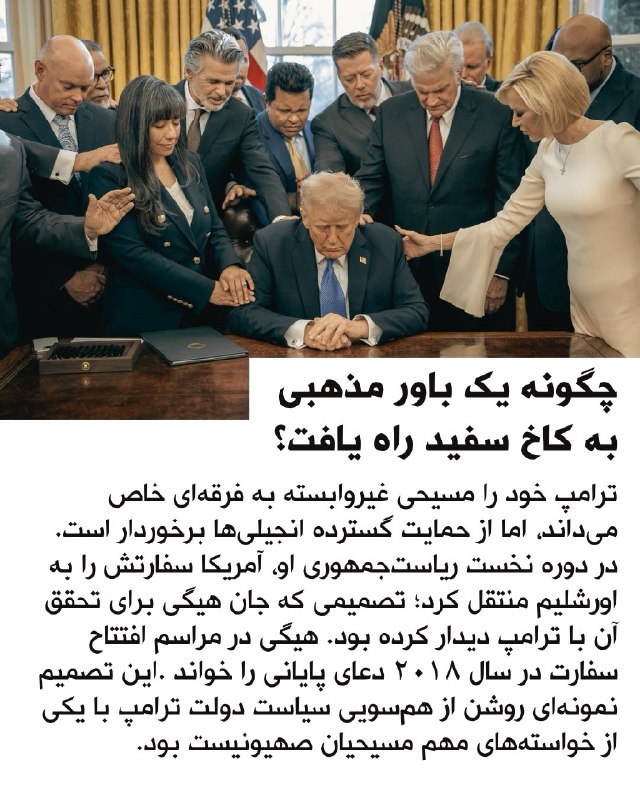 چگونه یک باور مذهبی
به کاخ سفید راه یافت؟
ترامپ خود را مسیحی غیروابسته به فرقه‌ای خاص
می‌داند، اما از حمایت گسترده انجیلی‌ها برخوردار است.
در دوره نخست ریاست‌جمهوری او، آمریکا سفارتش را به
اورشلیم منتقل کرد؛ تصمیمی که جان هیگی برای تحقق
آن با ترامپ دیدار کرده بود. هیگی در مراسم افتتاح
سفارت در سال ۲۰۱۸ دعای پایانی را خواند .این تصمیم
نمونه‌ای روشن از هم‌سویی سیاست دولت ترامپ با یکی
از خواسته‌های مهم مسیحیان صهیونیست بود.